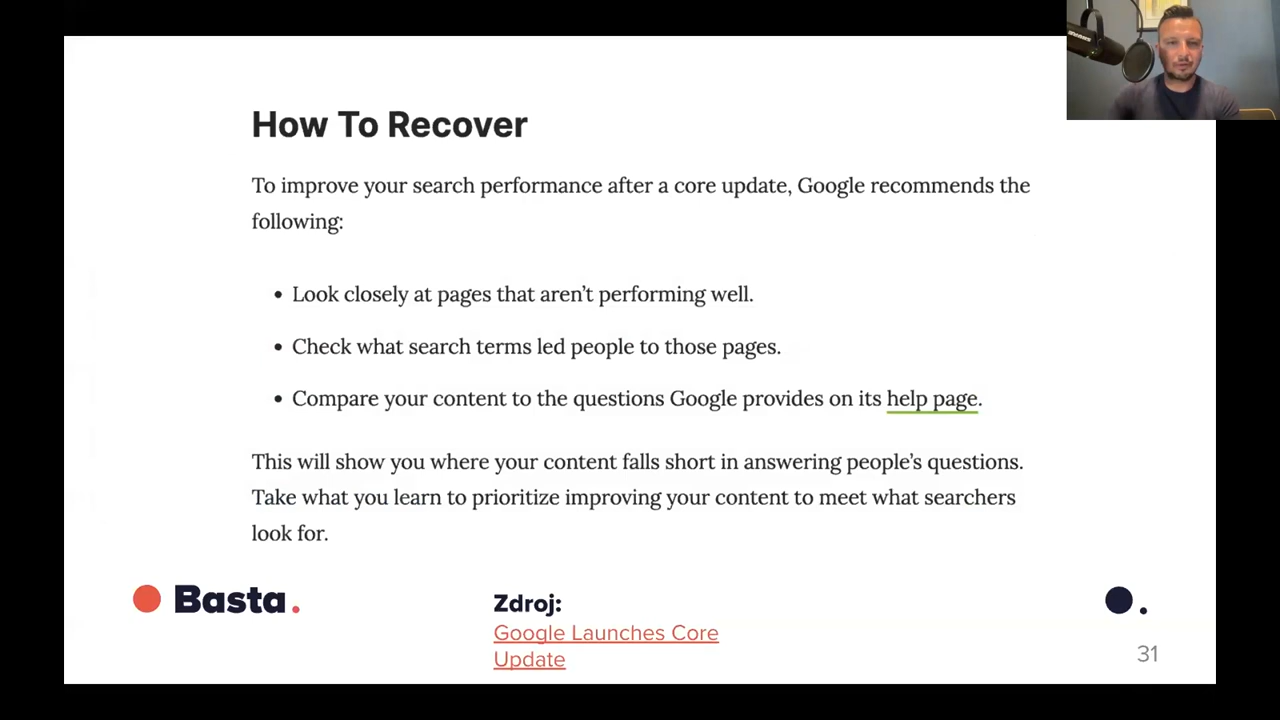 How To Recover
To improve your search performance after a core update, Google recommends the
following:
• Look closely at pages that aren’t performing well.
• Check what search terms led people to those pages.
• Compare your content to the questions Google provides on its help page.
This will show you where your content falls short in answering people’s questions.
Take what you learn to prioritize improving your content to meet what searchers
look for.
Basta.
Zdroj:
Google Launches Core
Update
31